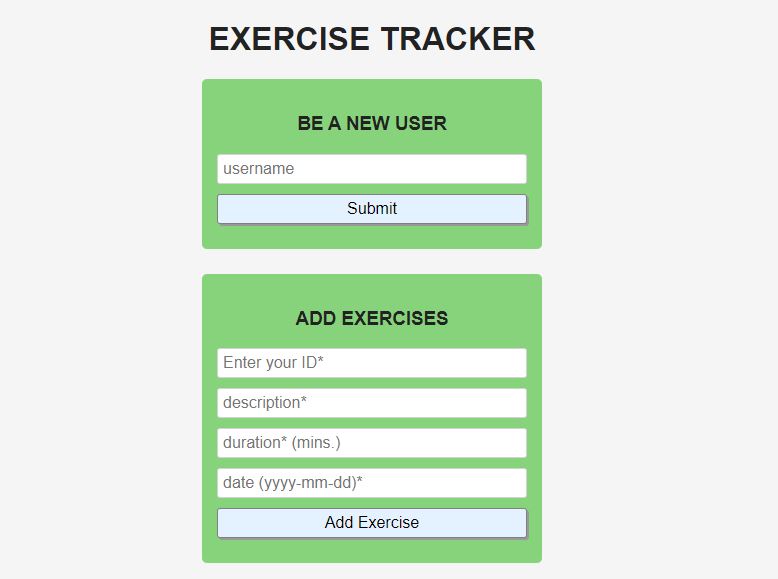 EXERCISE TRACKER
BE A NEW USER
username
Submit
ADD EXERCISES
Enter your ID*
description*
duration* (mins.)
date (yyyy-mm-dd)*
Add Exercise